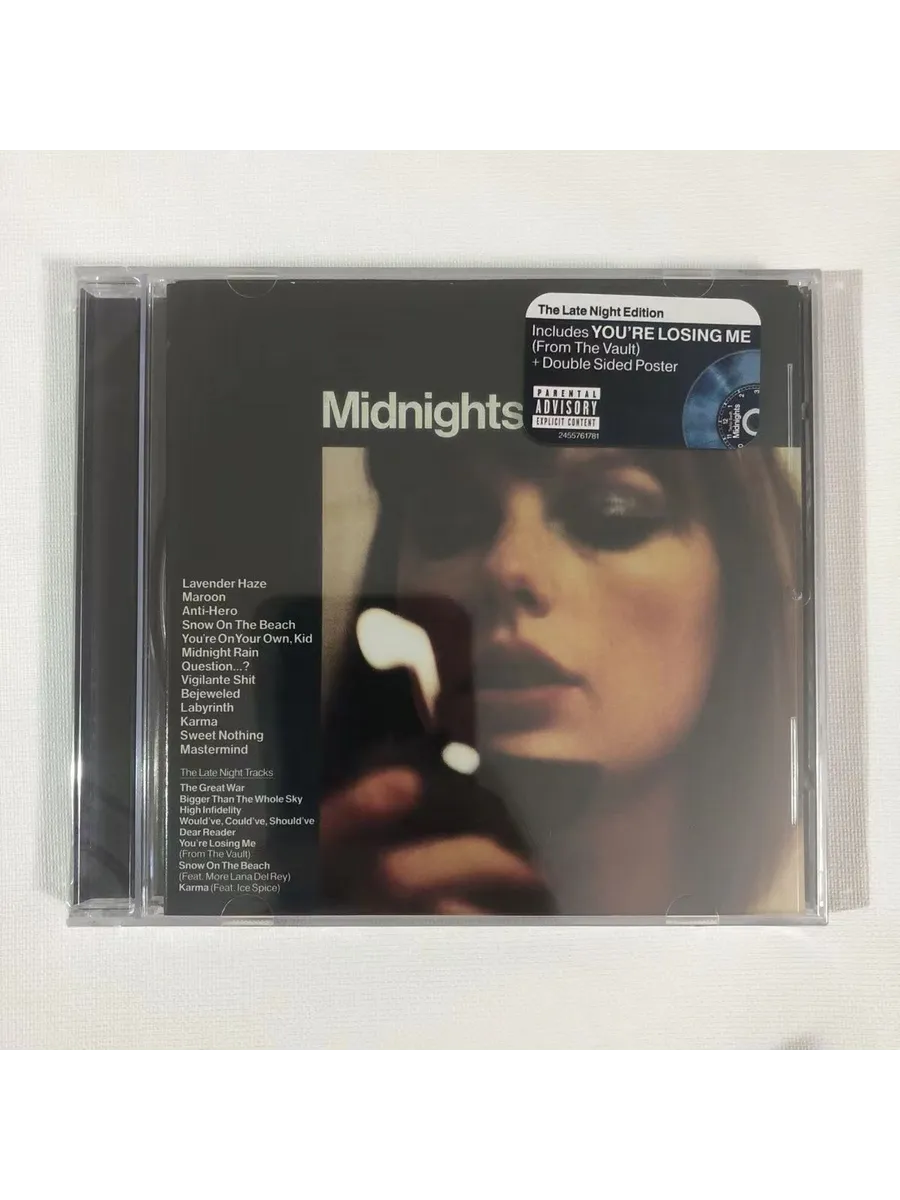 The Late Night Edition
Includes YOU'RE LOSING ME
(From The Vault)
+ Double Sided Poster
PARENTAL
ADVISORY
EXPLICIT CONTENT
2455761781
Midnights
Midnights
Lavender Haze
Maroon
Anti-Hero
Snow On The Beach
You're On Your Own, Kid
Midnight Rain
Question...?
Vigilante Shit
Bejeweled
Labyrinth
Karma
Sweet Nothing
Mastermind
The Late Night Tracks
The Great War
Bigger Than The Whole Sky
High Infidelity
Would've, Could've, Should've
Dear Reader
You're Losing Me
(From The Vault)
Snow On The Beach
(Feat. More Lana Del Rey)
Karma (Feat. Ice Spice)